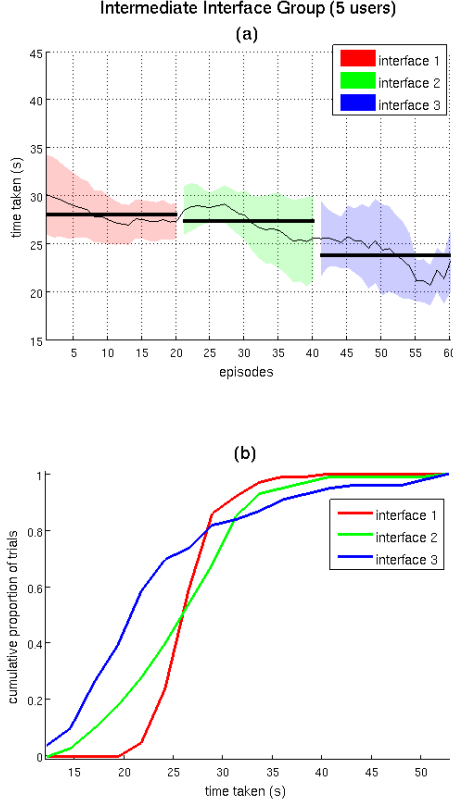 Intermediate Interface Group (5 users)
(a)
45
40
35
30
25
20
15
time taken (s)
5 10 15 20 25 30 35 40 45 50 55 60
episodes
interface 1
interface 2
interface 3
(b)
1
0.8
0.6
0.4
0.2
0
cumulative proportion of trials
15 20 25 30 35 40 45 50
time taken (s)
interface 1
interface 2
interface 3